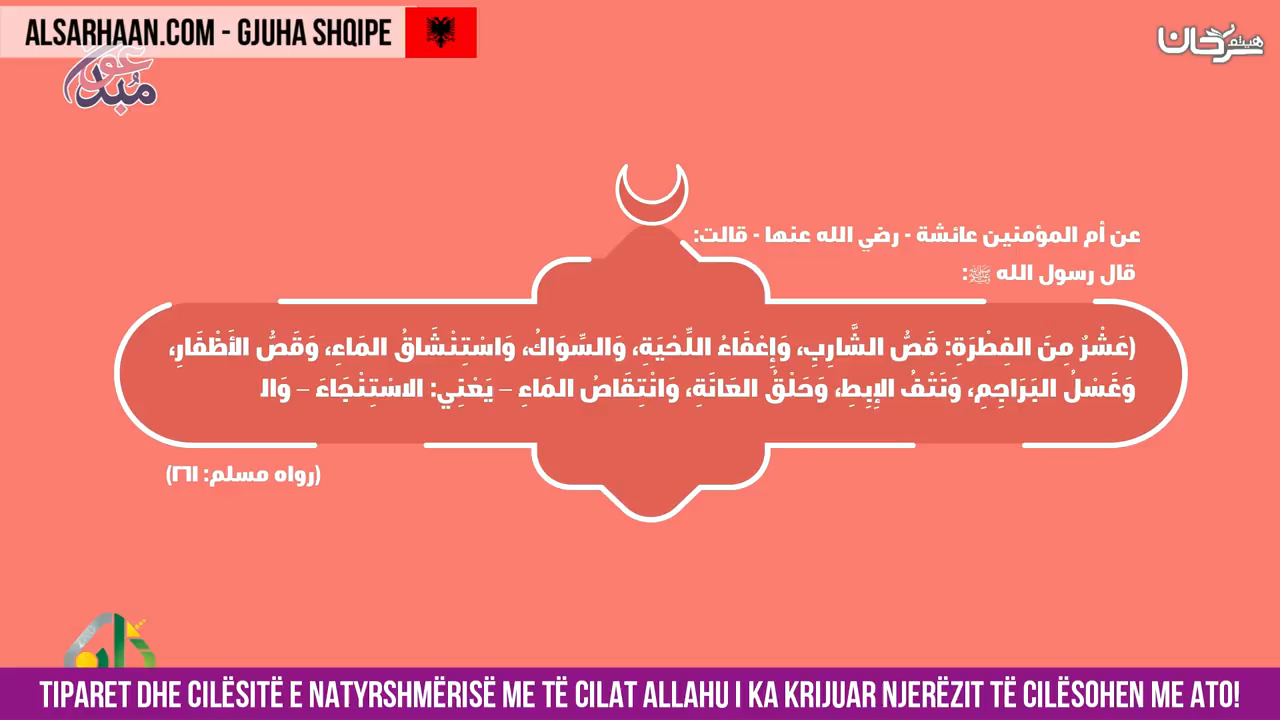 ALSARHAAN.COM - GJUHA SHQIPE
هيثم سرحان
عن أم المؤمنين عائشة - رضي الله عنها - قالت:
قال رسول الله ﷺ:
(عَشْرٌ مِنَ الفِطْرَةِ: قَصُّ الشَّارِبِ، وَإِعْفَاءُ اللِّحْيَةِ، وَالسِّوَاكُ، وَاسْتِنْشَاقُ المَاءِ، وَقَصُّ الأَظْفَارِ،
وَغَسْلُ البَرَاجِمِ، وَنَتْفُ الإِبِطِ، وَحَلْقُ العَانَةِ، وَانْتِقَاصُ المَاءِ – يَعْنِي: الاسْتِنْجَاءَ – وَال
(رواه مسلم: ٢٦١)
TIPARET DHE CILËSITË E NATYRSHMËRISË ME TË CILAT ALLAHU I KA KRIJUAR NJERËZIT TË CILËSOHEN ME ATO!